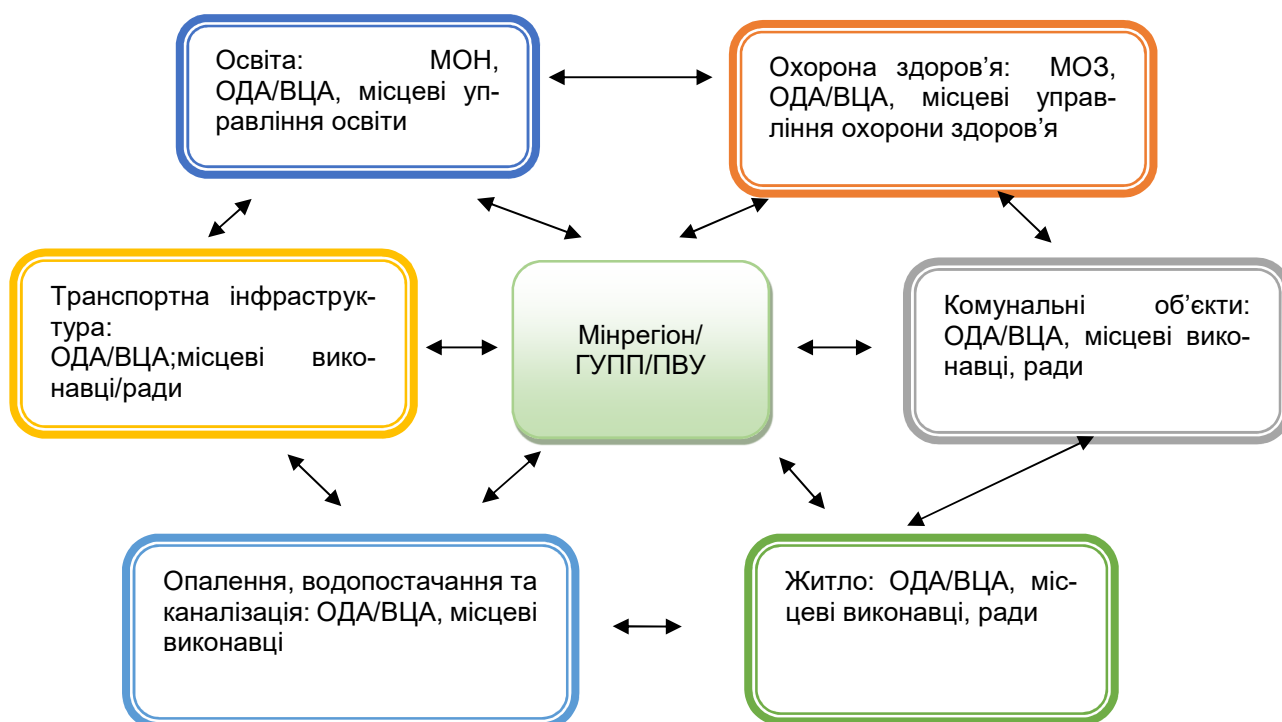 Освіта: МОН,
ОДА/ВЦА, місцеві уп-
равління освіти
Охорона здоров’я: МОЗ,
ОДА/ВЦА, місцеві управ-
ління охорони здоров’я
Транспортна інфраструк-
тура:
ОДА/ВЦА;місцеві вико-
навці/ради
Мінрегіон/
ГУПП/ПВУ
Комунальні об’єкти:
ОДА/ВЦА, місцеві вико-
навці, ради
Опалення, водопостачання та
каналізація: ОДА/ВЦА, місцеві
виконавці
Житло: ОДА/ВЦА, міс-
цеві виконавці, ради